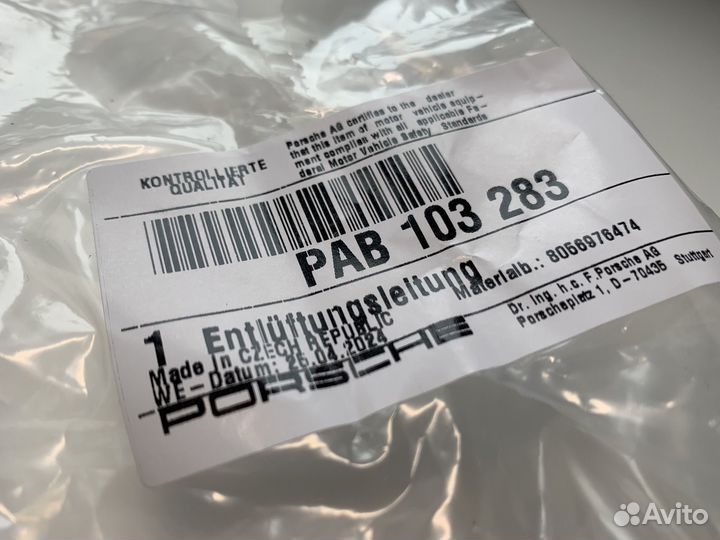 KONTROLLIERTE
QUALITÄT
Porsche AG certifies to the dealer
that this item of motor vehicle equip-
ment complien with all applicable Fe-
deral Motor Vehicle Safety Standards
PAB 103 283
1 Entlüftungsleitung
Materialb.: 8056976474
Made in CZECH REPUBLIC
WE-Datum: 25.04.2024
Dr. Ing. h.c. F.Porsche AG
Porscheplatz 1, D-70435 Stuttgart
PORSCHE
Avito